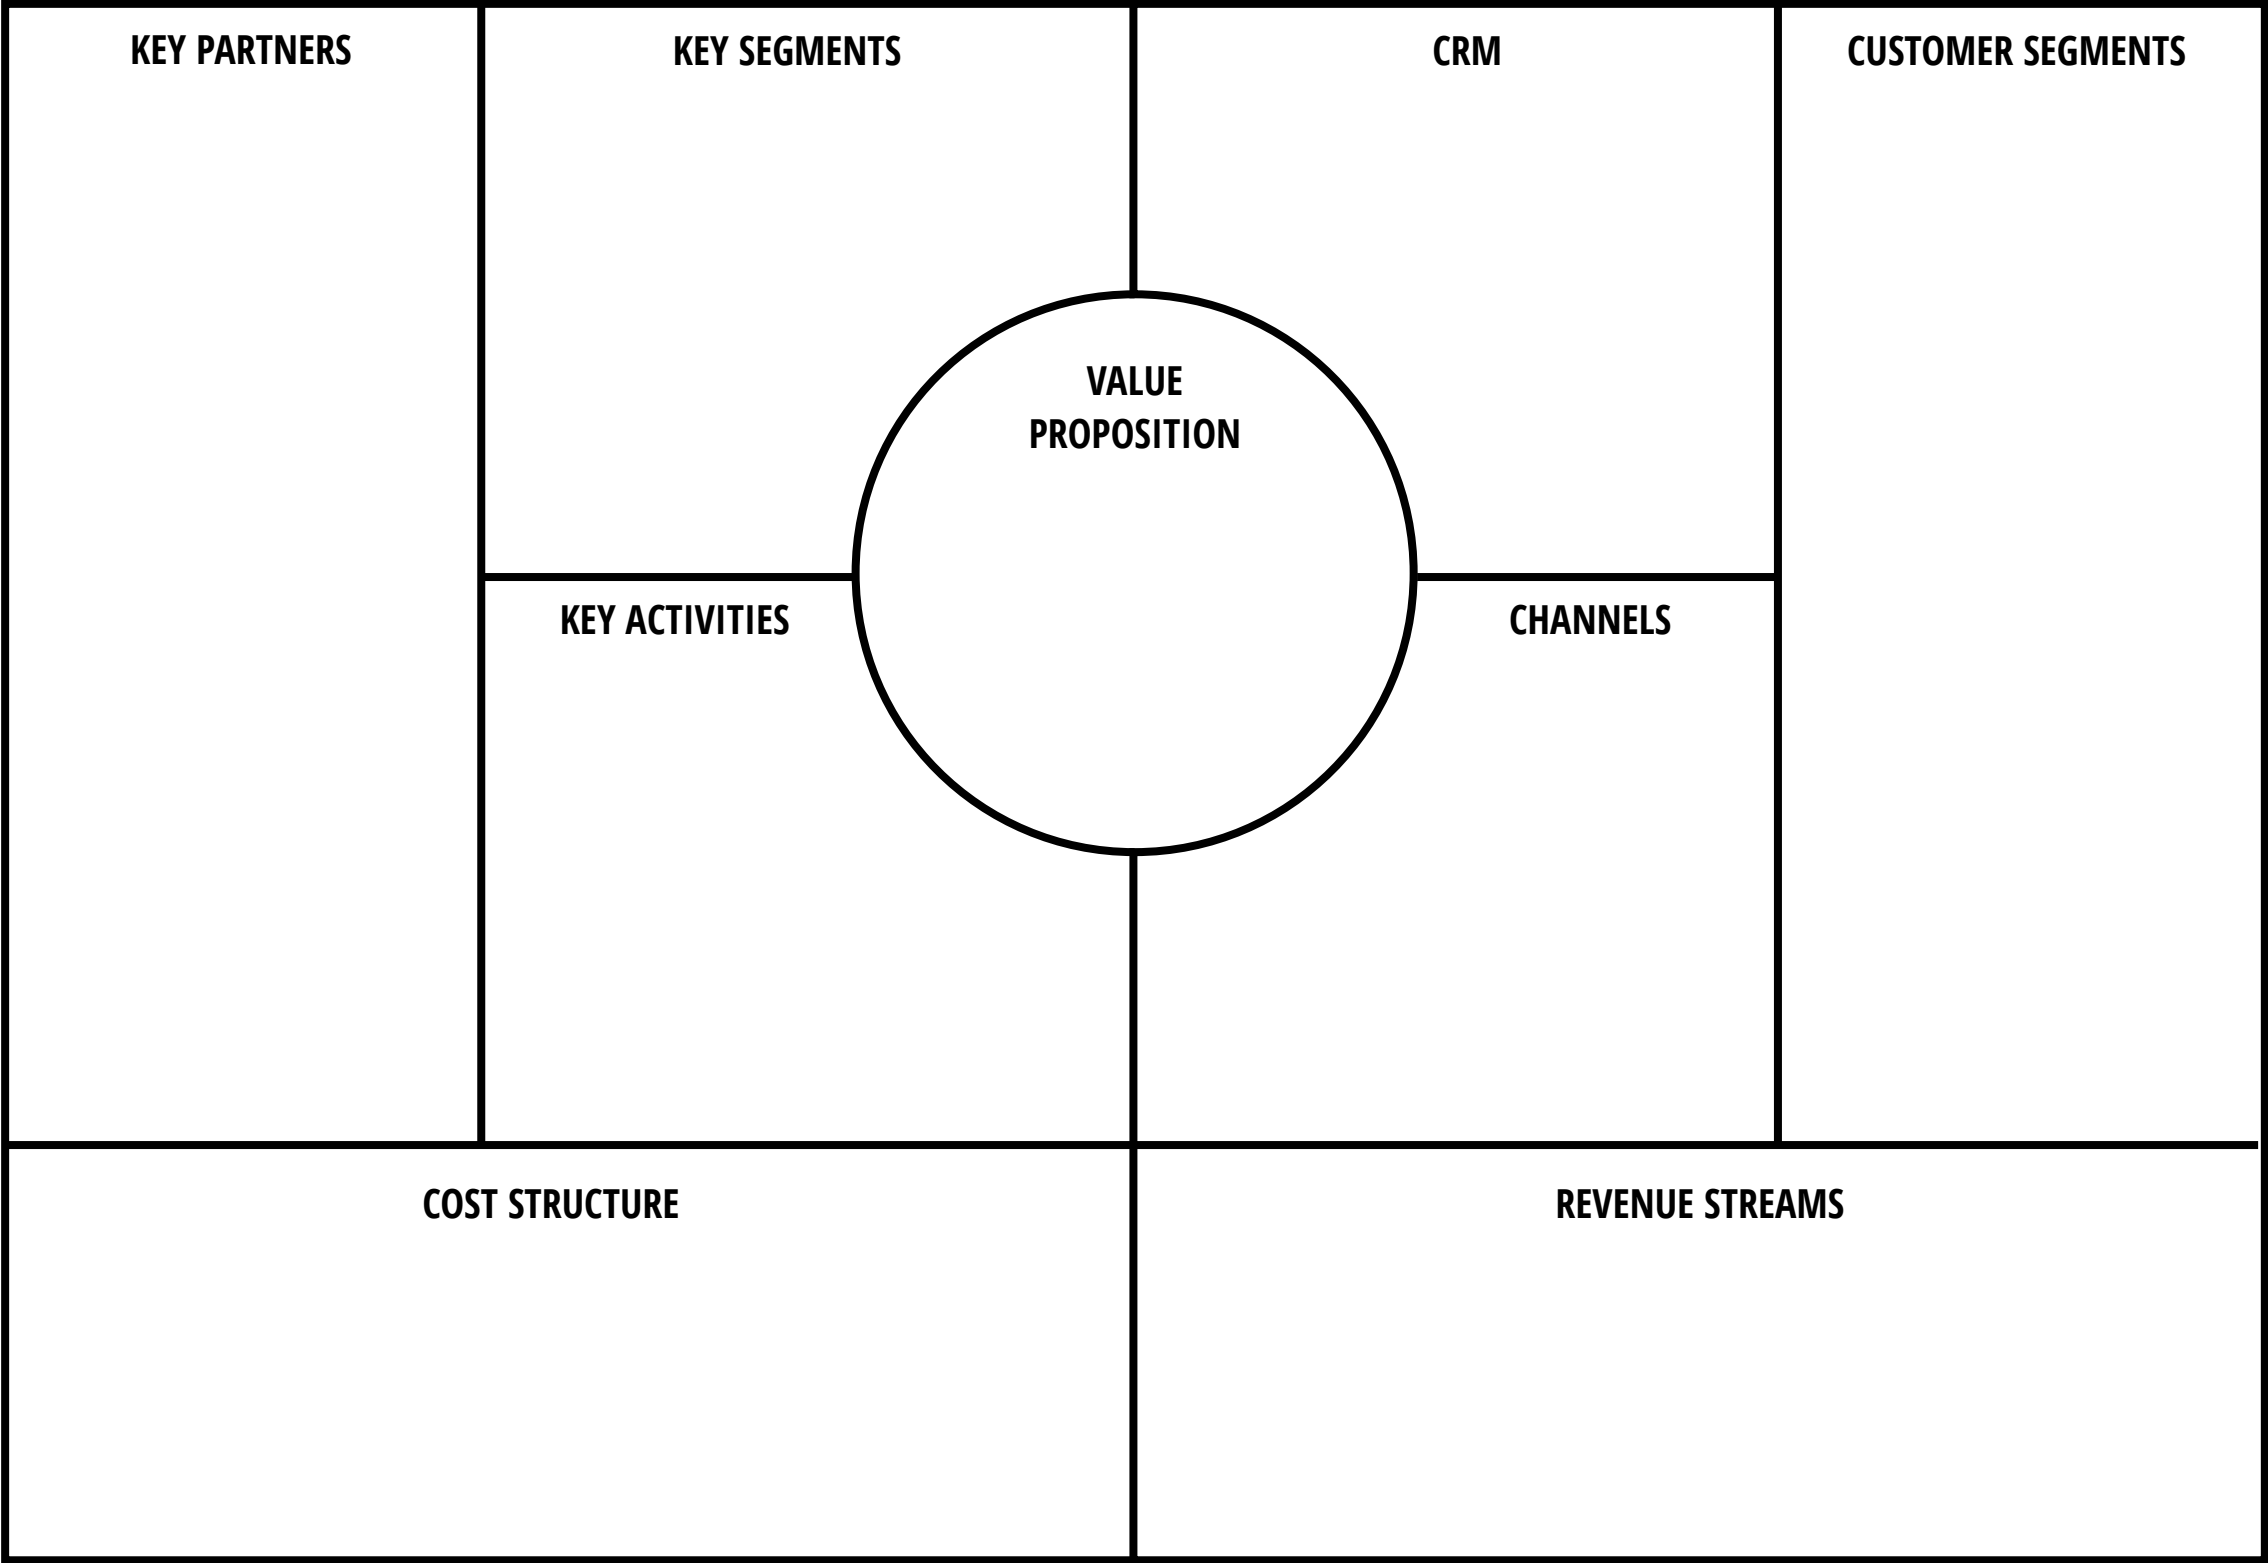 KEY PARTNERS
KEY SEGMENTS
CRM
CUSTOMER SEGMENTS
VALUE
PROPOSITION
KEY ACTIVITIES
CHANNELS
COST STRUCTURE
REVENUE STREAMS